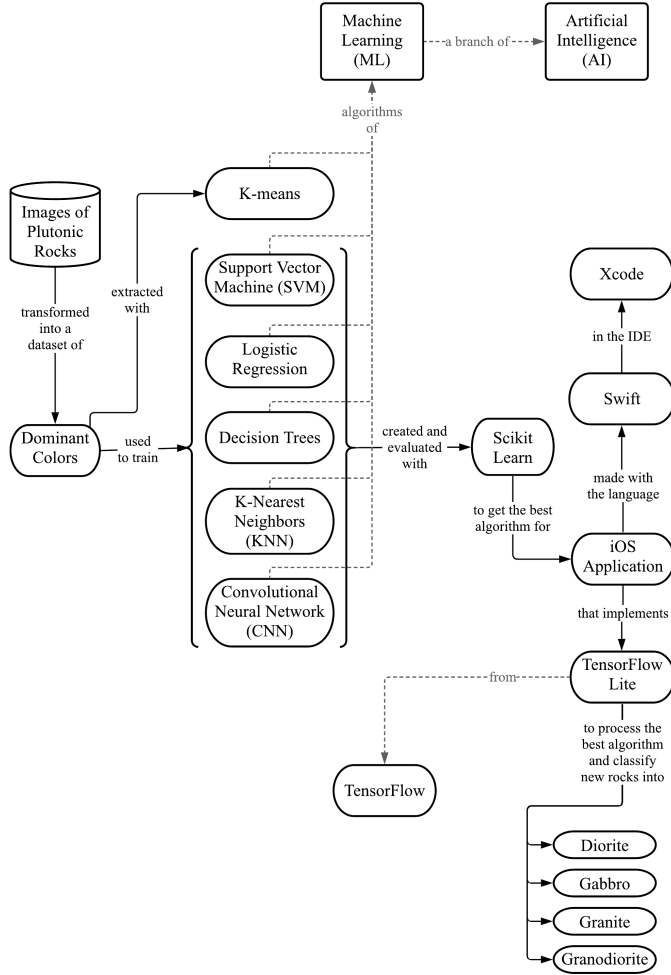 Machine
Learning
(ML)
a branch of
Artificial
Intelligence
(AI)
algorithms
of
K-means
Images of
Plutonic
Rocks
extracted
with
transformed
into a
dataset of
Support Vector
Machine (SVM)
Logistic
Regression
Dominant
Colors
used
to train
Decision Trees
K-Nearest
Neighbors
(KNN)
Convolutional
Neural Network
(CNN)
created and
evaluated
with
Scikit
Learn
to get the best
algorithm for
Xcode
in the IDE
Swift
made with
the language
iOS
Application
that implements
TensorFlow
Lite
from
TensorFlow
to process the
best algorithm
and classify
new rocks into
Diorite
Gabbro
Granite
Granodiorite